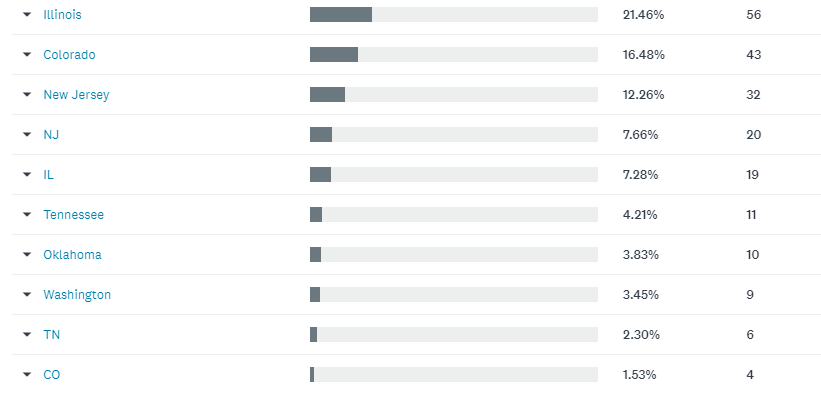 Illinois 21.46% 56
Colorado 16.48% 43
New Jersey 12.26% 32
NJ 7.66% 20
IL 7.28% 19
Tennessee 4.21% 11
Oklahoma 3.83% 10
Washington 3.45% 9
TN 2.30% 6
CO 1.53% 4